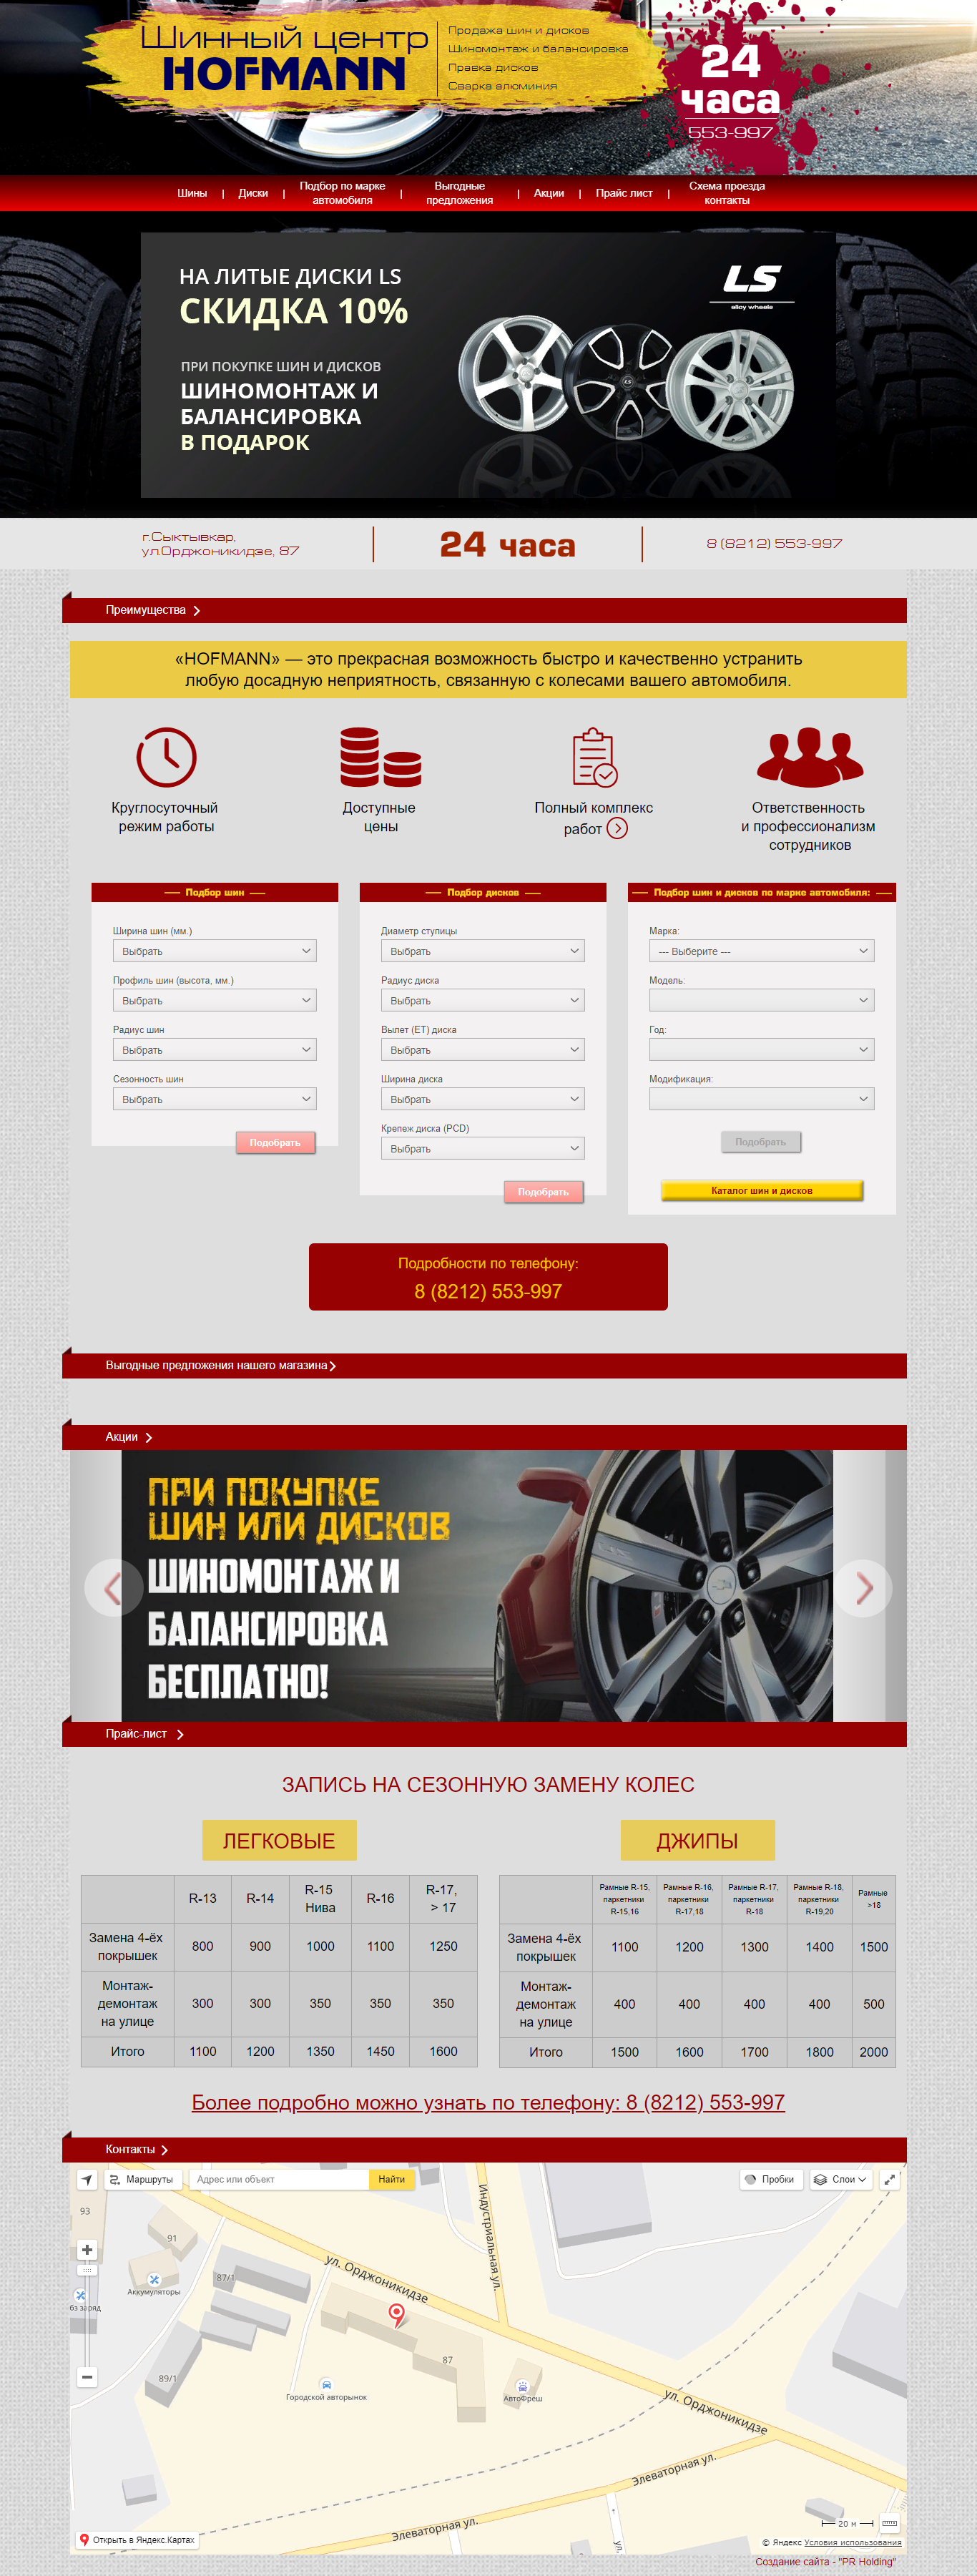 Шинный центр
HOFMANN
Продажа шин и дисков
Шиномонтаж и балансировка
Правка дисков
Сварка алюминия
24
часа
553-997
Шины | Диски | Подбор по марке автомобиля | Выгодные предложения | Акции | Прайс лист | Схема проезда контакты
НА ЛИТЫЕ ДИСКИ LS
СКИДКА 10%
LS
alloy wheels
ПРИ ПОКУПКЕ ШИН И ДИСКОВ
ШИНОМОНТАЖ И
БАЛАНСИРОВКА
В ПОДАРОК
LS
г.Сыктывкар,
ул.Орджоникидзе, 87
24 часа
8 (8212) 553-997
Преимущества
«HOFMANN» — это прекрасная возможность быстро и качественно устранить
любую досадную неприятность, связанную с колесами вашего автомобиля.
Круглосуточный
режим работы
Доступные
цены
Полный комплекс
работ
Ответственность
и профессионализм
сотрудников
Подбор шин
Ширина шин (мм.)
Выбрать
Профиль шин (высота, мм.)
Выбрать
Радиус шин
Выбрать
Сезонность шин
Выбрать
Подобрать
Подбор дисков
Диаметр ступицы
Выбрать
Радиус диска
Выбрать
Вылет (ET) диска
Выбрать
Ширина диска
Выбрать
Крепеж диска (PCD)
Выбрать
Подобрать
Подбор шин и дисков по марке автомобиля:
Марка:
--- Выберите ---
Модель:
Год:
Модификация:
Подобрать
Каталог шин и дисков
Подробности по телефону:
8 (8212) 553-997
Выгодные предложения нашего магазина
Акции
ПРИ ПОКУПКЕ
ШИН ИЛИ ДИСКОВ
ШИНОМОНТАЖ И
БАЛАНСИРОВКА
БЕСПЛАТНО!
Прайс-лист
ЗАПИСЬ НА СЕЗОННУЮ ЗАМЕНУ КОЛЕС
ЛЕГКОВЫЕ
R-13 R-14 R-15 Нива R-16 R-17, > 17
Замена 4-ёх покрышек 800 900 1000 1100 1250
Монтаж-демонтаж на улице 300 300 350 350 350
Итого 1100 1200 1350 1450 1600
ДЖИПЫ
Рамные R-15, паркетники R-15,16 Рамные R-16, паркетники R-17,18 Рамные R-17, паркетники R-18 Рамные R-18, паркетники R-19,20 Рамные >18
Замена 4-ёх покрышек 1100 1200 1300 1400 1500
Монтаж-демонтаж на улице 400 400 400 400 500
Итого 1500 1600 1700 1800 2000
Более подробно можно узнать по телефону: 8 (8212) 553-997
Контакты
Маршруты
Адрес или объект
Найти
Пробки
Слои
93
91
Аккумуляторы
бз заряд
87/1
89/1
ул. Орджоникидзе
Индустриальная ул.
87
Городской авторынок
АвтоФреш
ул. Орджоникидзе
Элеваторная ул.
Элеваторная ул.
ул.
20 м
Открыть в Яндекс.Картах
© Яндекс Условия использования
Создание сайта - "PR Holding"